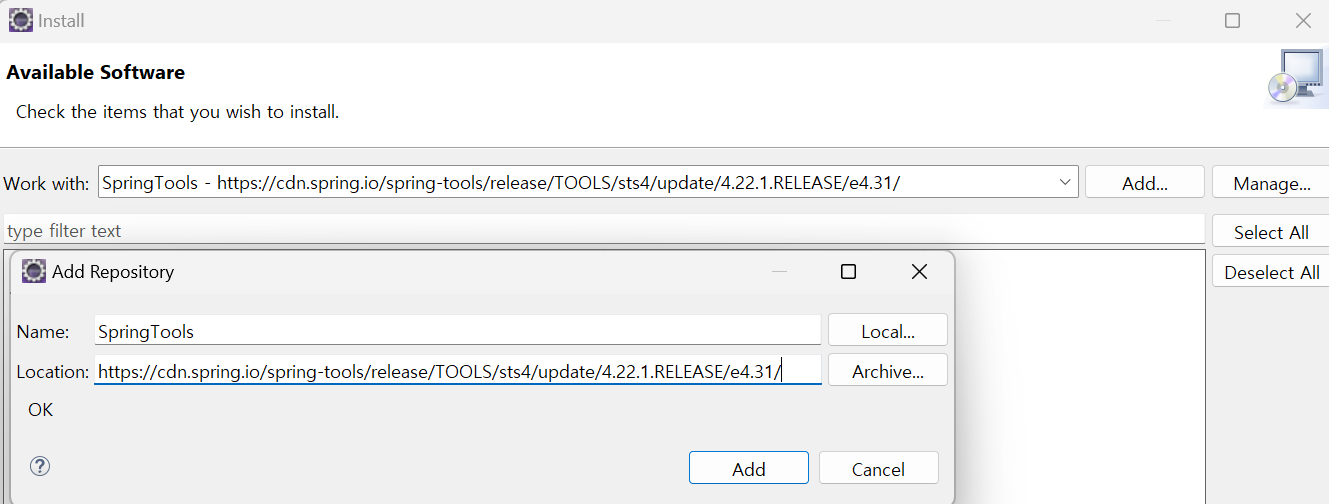 Install
Available Software
Check the items that you wish to install.
Work with: SpringTools - https://cdn.spring.io/spring-tools/release/TOOLS/sts4/update/4.22.1.RELEASE/e4.31/ Add... Manage...
type filter text
Select All
Deselect All
Add Repository
Name: SpringTools Local...
Location: https://cdn.spring.io/spring-tools/release/TOOLS/sts4/update/4.22.1.RELEASE/e4.31/ Archive...
OK
? Add Cancel